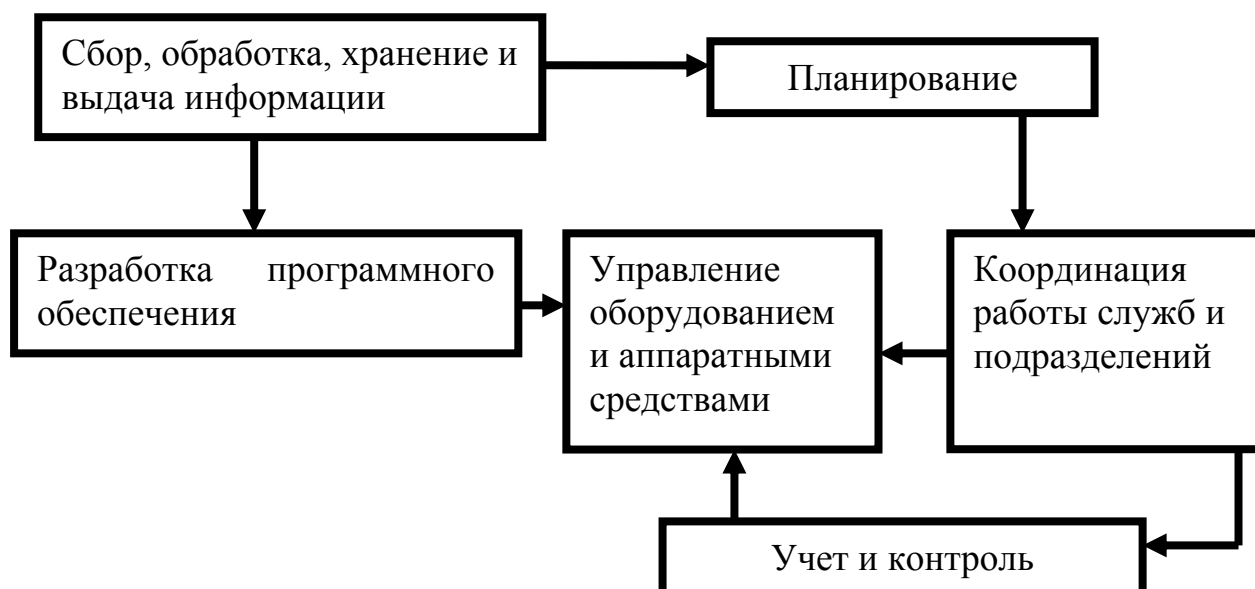 Сбор, обработка, хранение и
выдача информации
Планирование
Разработка программного
обеспечения
Управление
оборудованием
и аппаратными
средствами
Координация
работы служб и
подразделений
Учет и контроль